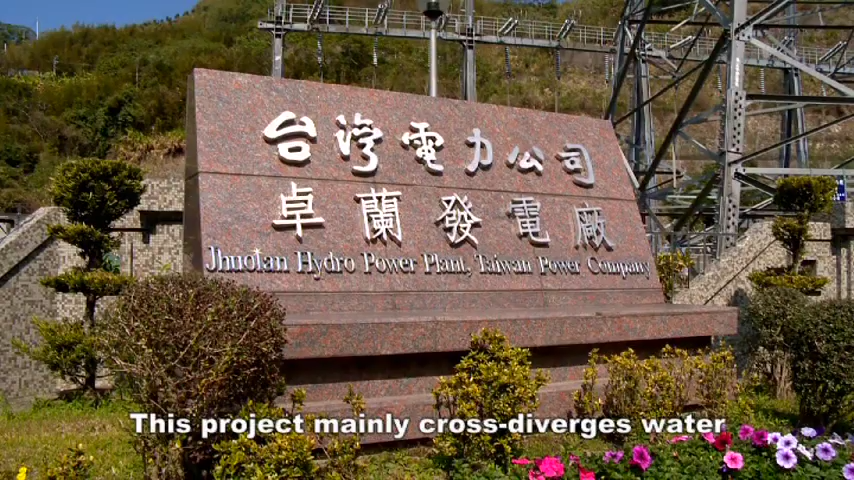 台灣電力公司
卓蘭發電廠
Jhuolan Hydro Power Plant, Taiwan Power Company
This project mainly cross-diverges water